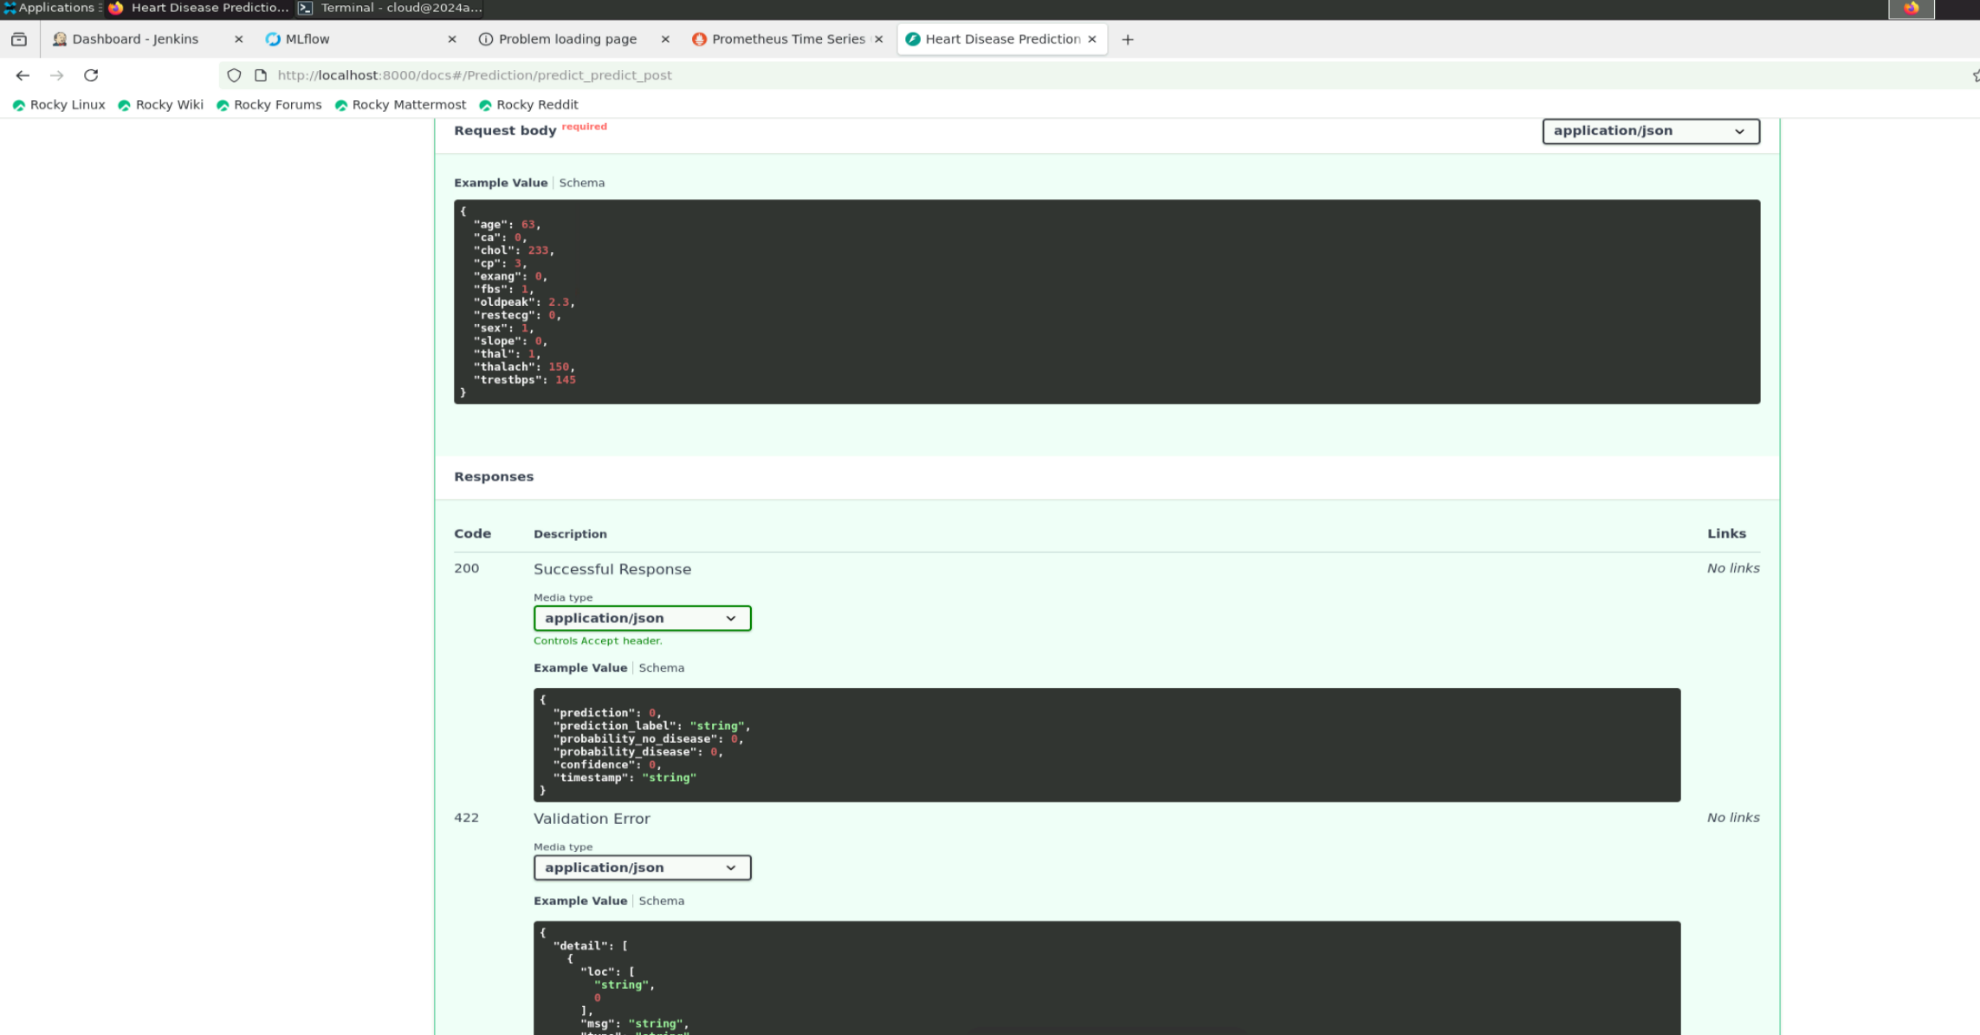 Applications
Heart Disease Predictio...
Terminal - cloud@2024a...
Dashboard - Jenkins
MLflow
Problem loading page
Prometheus Time Series
Heart Disease Prediction
http://localhost:8000/docs#/Prediction/predict_predict_post
Rocky Linux
Rocky Wiki
Rocky Forums
Rocky Mattermost
Rocky Reddit
Request body required
application/json
Example Value
Schema
{
"age": 63,
"ca": 0,
"chol": 233,
"cp": 3,
"exang": 0,
"fbs": 1,
"oldpeak": 2.3,
"restecg": 0,
"sex": 1,
"slope": 0,
"thal": 1,
"thalach": 150,
"trestbps": 145
}
Responses
Code
Description
Links
200
Successful Response
No links
Media type
application/json
Controls Accept header.
Example Value
Schema
{
"prediction": 0,
"prediction_label": "string",
"probability_no_disease": 0,
"probability_disease": 0,
"confidence": 0,
"timestamp": "string"
}
422
Validation Error
No links
Media type
application/json
Example Value
Schema
{
"detail": [
{
"loc": [
"string",
0
],
"msg": "string",